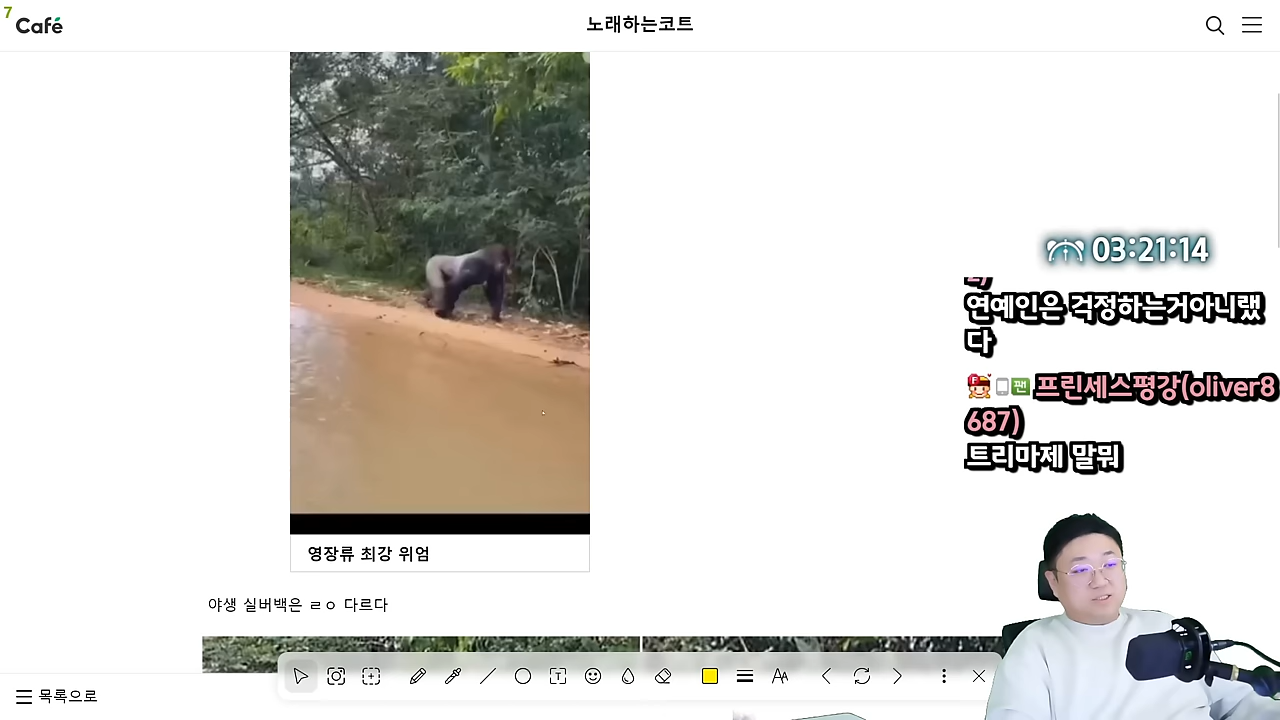 7
Café
노래하는코트
03:21:14
연예인은 걱정하는거아니랬
다
프린세스평강(oliver8
687)
트리마제 말뭐
영장류 최강 위엄
야생 실버백은 ㄹㅇ 다르다
목록으로